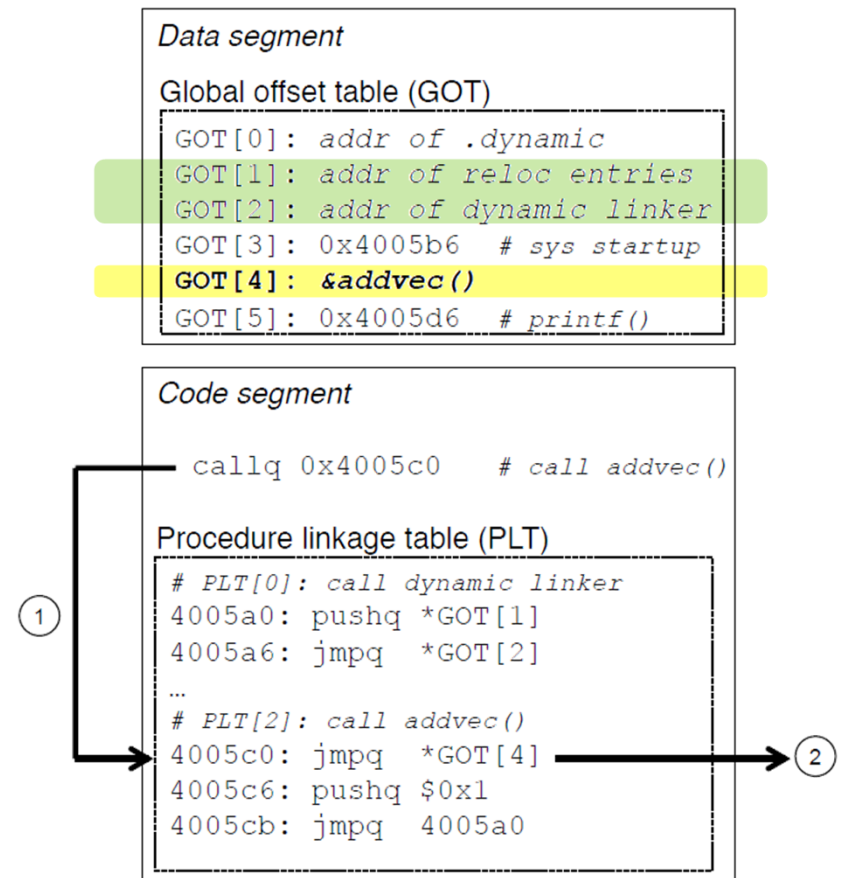 Data segment
Global offset table (GOT)
GOT[0]: addr of .dynamic
GOT[1]: addr of reloc entries
GOT[2]: addr of dynamic linker
GOT[3]: 0x4005b6 # sys startup
GOT[4]: &addvec()
GOT[5]: 0x4005d6 # printf()
Code segment
callq 0x4005c0 # call addvec()
Procedure linkage table (PLT)
# PLT[0]: call dynamic linker
4005a0: pushq *GOT[1]
4005a6: jmpq *GOT[2]
…
# PLT[2]: call addvec()
4005c0: jmpq *GOT[4]
4005c6: pushq $0x1
4005cb: jmpq 4005a0
1
2